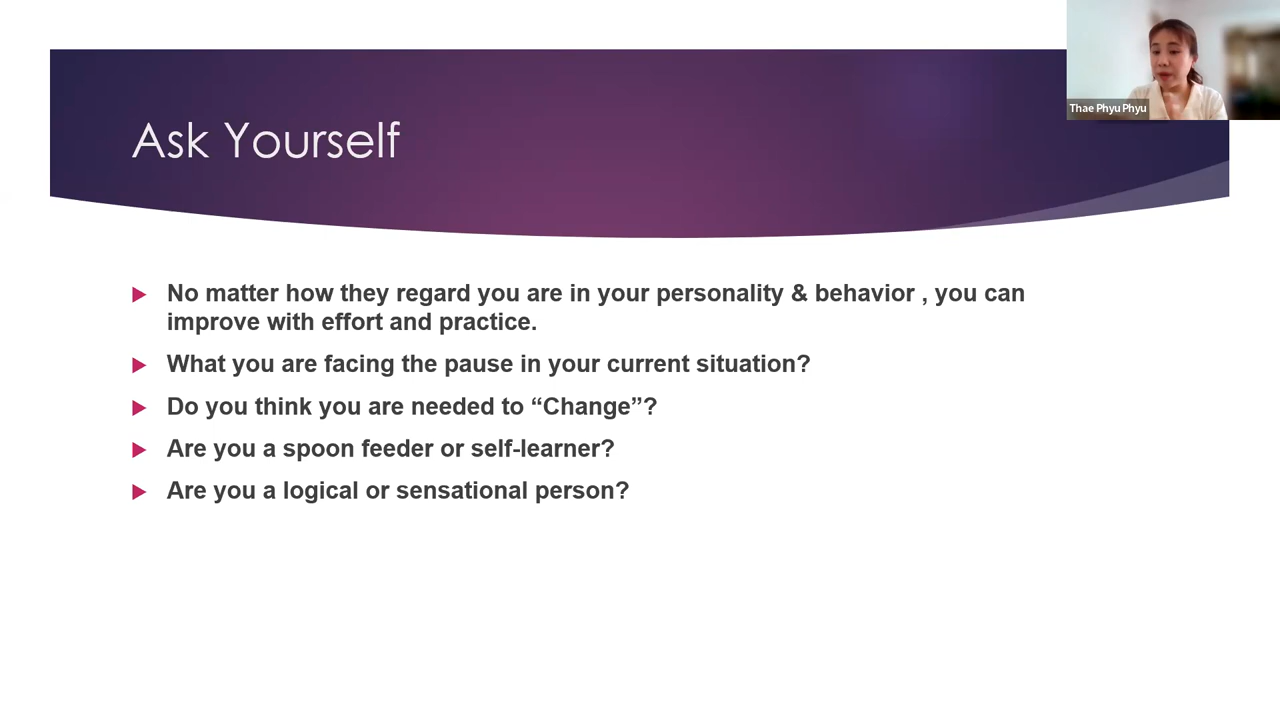 Thae Phyu Phyu
Ask Yourself
No matter how they regard you are in your personality & behavior , you can
improve with effort and practice.
What you are facing the pause in your current situation?
Do you think you are needed to “Change”?
Are you a spoon feeder or self-learner?
Are you a logical or sensational person?